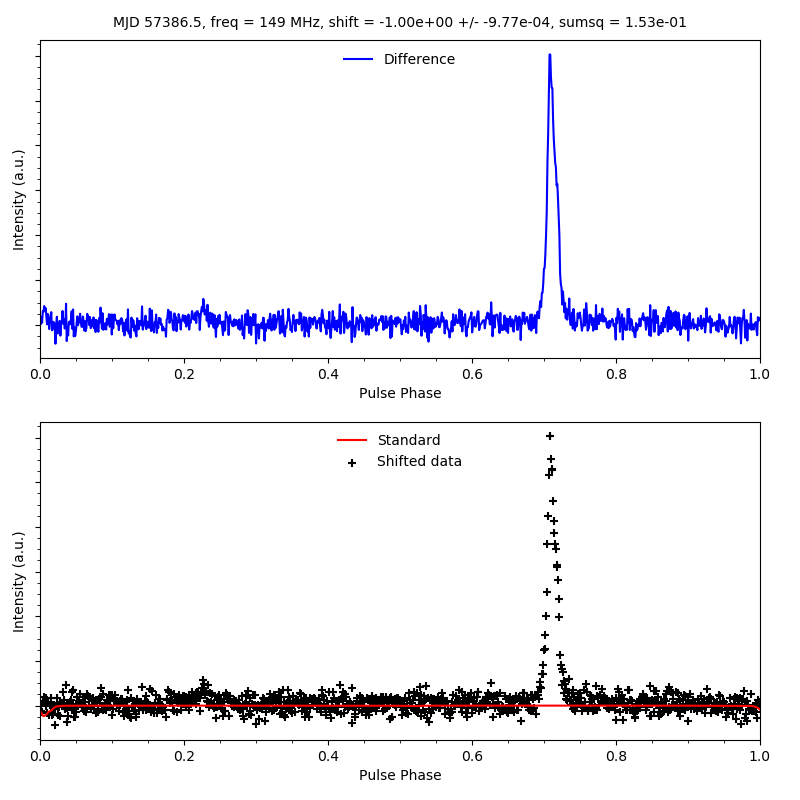 MJD 57386.5, freq = 149 MHz, shift = -1.00e+00 +/- -9.77e-04, sumsq = 1.53e-01
Difference
Intensity (a.u.)
0.0 0.2 0.4 0.6 0.8 1.0
Pulse Phase
Standard
Shifted data
Intensity (a.u.)
0.0 0.2 0.4 0.6 0.8 1.0
Pulse Phase